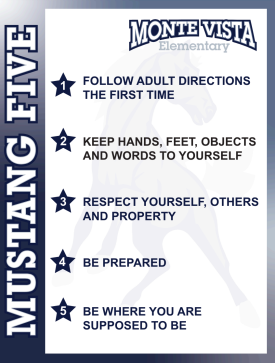 MUSTANG FIVE
MONTE VISTA
Elementary
1 FOLLOW ADULT DIRECTIONS
THE FIRST TIME
2 KEEP HANDS, FEET, OBJECTS
AND WORDS TO YOURSELF
3 RESPECT YOURSELF, OTHERS
AND PROPERTY
4 BE PREPARED
5 BE WHERE YOU ARE
SUPPOSED TO BE